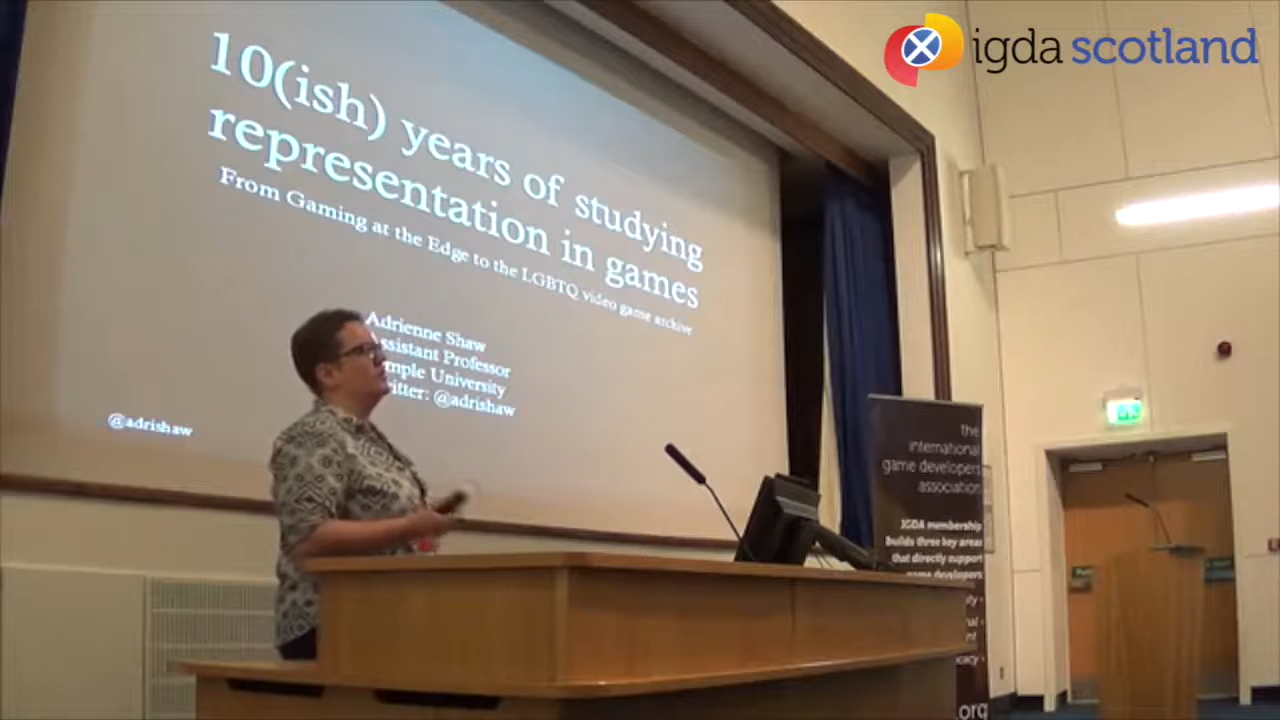 igda scotland
10(ish) years of studying
representation in games
From Gaming at the Edge to the LGBTQ video game archive
Adrienne Shaw
ssistant Professor
mple University
itter: @adrishaw
@adrishaw
the
international
game developers
association
IGDA membership
builds three key areas
that directly support
game developers
.org